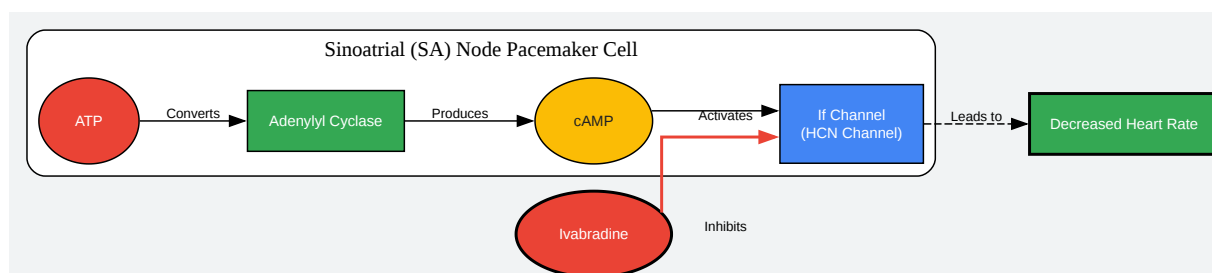 Sinoatrial (SA) Node Pacemaker Cell
ATP
Converts
Adenylyl Cyclase
Produces
cAMP
Activates
If Channel
(HCN Channel)
Leads to
Decreased Heart Rate
Ivabradine
Inhibits